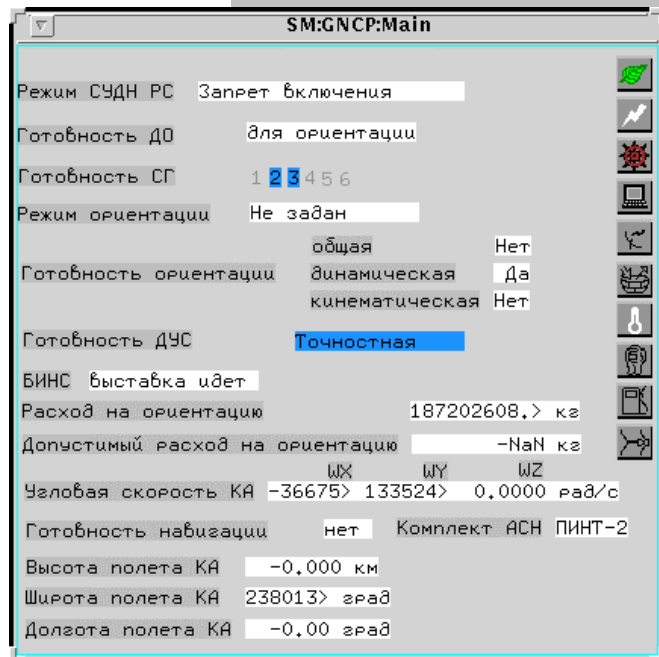 SM:GNCP:Main
Режим СУДН РС Запрет включения
Готовность ДО для ориентации
Готовность СГ 1 2 3 4 5 6
Режим ориентации Не задан
общая Нет
Готовность ориентации динамическая Да
кинематическая Нет
Готовность ДУС Точностная
БИНС выставка идет
Расход на ориентацию 187202608.> кг
Допустимый расход на ориентацию -NaN кг
WX WY WZ
Угловая скорость КА -36675> 133524> 0.0000 рад/с
Готовность навигации нет Комплект АСН ПИНТ-2
Высота полета КА -0.000 км
Широта полета КА 238013> град
Долгота полета КА -0.00 град